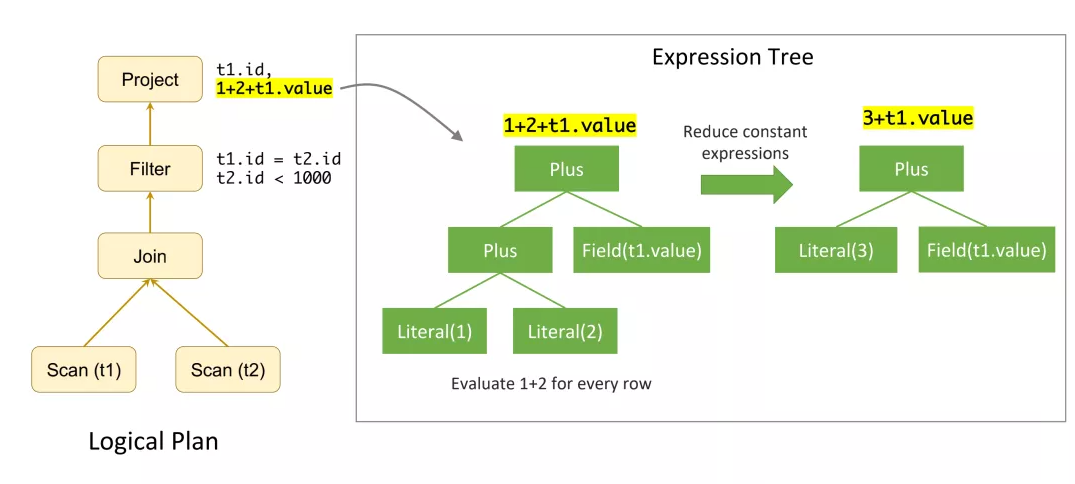 Project
t1.id,
1+2+t1.value
Filter
t1.id = t2.id
t2.id < 1000
Join
Scan (t1)
Scan (t2)
Logical Plan
Expression Tree
1+2+t1.value
Plus
Plus
Field(t1.value)
Literal(1)
Literal(2)
Evaluate 1+2 for every row
Reduce constant
expressions
3+t1.value
Plus
Literal(3)
Field(t1.value)